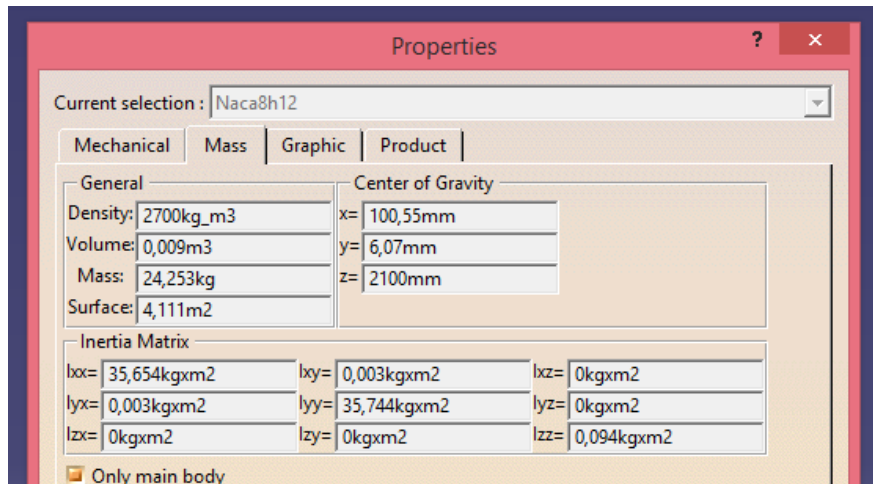 Properties
?
×
Current selection : Naca8h12
Mechanical Mass Graphic Product
General Center of Gravity
Density: 2700kg_m3 x= 100,55mm
Volume: 0,009m3 y= 6,07mm
Mass: 24,253kg z= 2100mm
Surface: 4,111m2
Inertia Matrix
Ixx= 35,654kgxm2 Ixy= 0,003kgxm2 Ixz= 0kgxm2
Iyx= 0,003kgxm2 Iyy= 35,744kgxm2 Iyz= 0kgxm2
Izx= 0kgxm2 Izy= 0kgxm2 Izz= 0,094kgxm2
Only main body